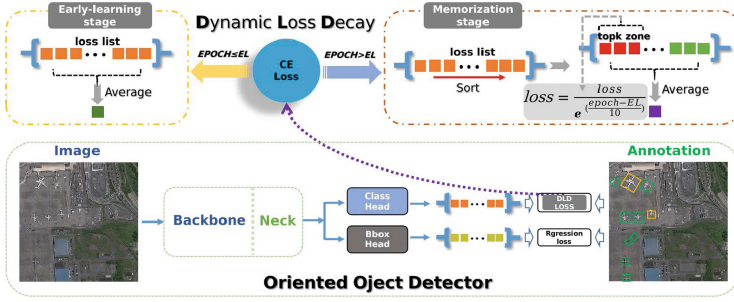 Early-learning
stage
loss list
Average
Dynamic Loss Decay
EPOCH≤EL
CE
Loss
EPOCH>EL
Memorization
stage
loss list
Sort
topk zone
Average
loss = loss / e^((epoch−EL)/10)
Image
Backbone
Neck
Class
Head
Bbox
Head
DLD
LOSS
Rgression
loss
Annotation
Oriented Oject Detector